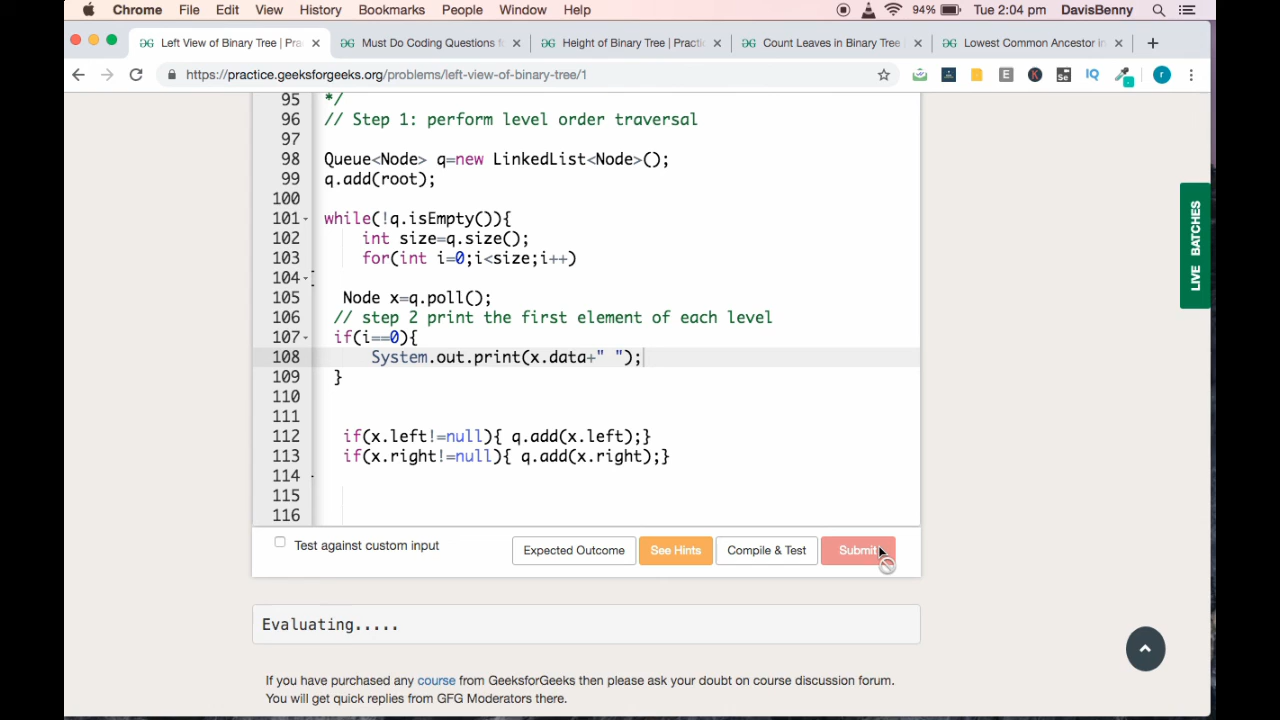 Chrome File Edit View History Bookmarks People Window Help 94% Tue 2:04 pm DavisBenny
Left View of Binary Tree | Pra Must Do Coding Questions f Height of Binary Tree | Practic Count Leaves in Binary Tree Lowest Common Ancestor in
https://practice.geeksforgeeks.org/problems/left-view-of-binary-tree/1
95 */
96 // Step 1: perform level order traversal
97
98 Queue<Node> q=new LinkedList<Node>();
99 q.add(root);
100
101 while(!q.isEmpty()){
102 int size=q.size();
103 for(int i=0;i<size;i++)
104
105 Node x=q.poll();
106 // step 2 print the first element of each level
107 if(i==0){
108 System.out.print(x.data+" ");
109 }
110
111
112 if(x.left!=null){ q.add(x.left);}
113 if(x.right!=null){ q.add(x.right);}
114
115
116
LIVE BATCHES
Test against custom input Expected Outcome See Hints Compile & Test Submit
Evaluating.....
If you have purchased any course from GeeksforGeeks then please ask your doubt on course discussion forum.
You will get quick replies from GFG Moderators there.